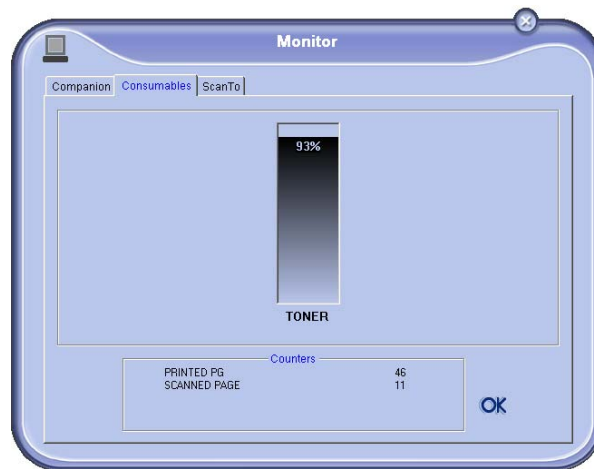 Monitor
Companion Consumables ScanTo
93%
TONER
Counters
PRINTED PG 46
SCANNED PAGE 11
OK